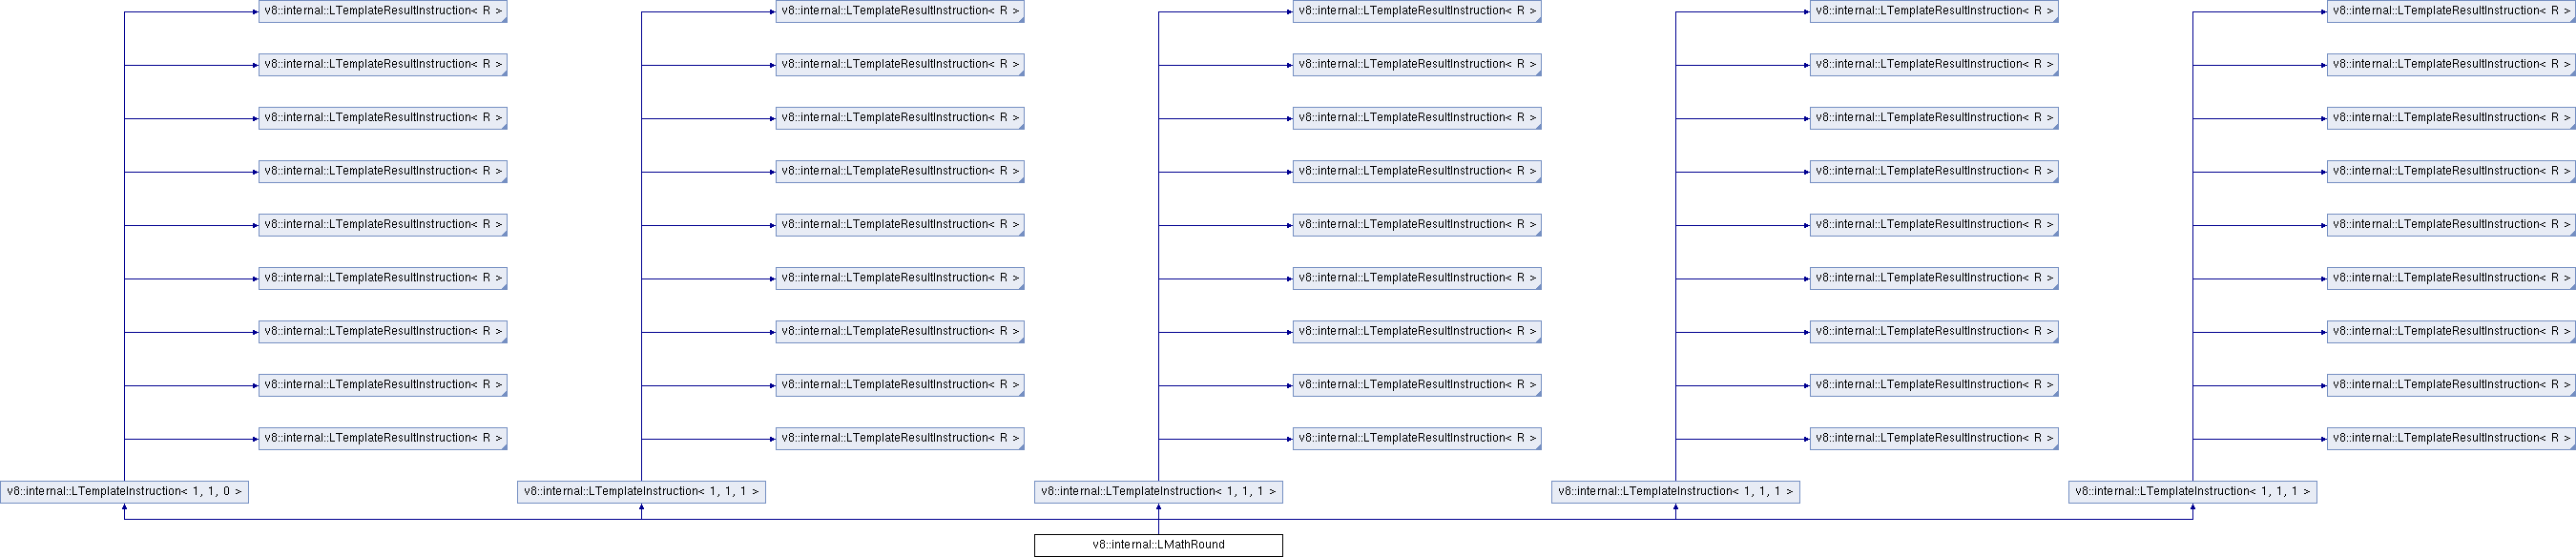 v8::internal::LTemplateResultInstruction< R > v8::internal::LTemplateResultInstruction< R > v8::internal::LTemplateResultInstruction< R > v8::internal::LTemplateResultInstruction< R > v8::internal::LTemplateResultInstruction< R >
v8::internal::LTemplateResultInstruction< R > v8::internal::LTemplateResultInstruction< R > v8::internal::LTemplateResultInstruction< R > v8::internal::LTemplateResultInstruction< R > v8::internal::LTemplateResultInstruction< R >
v8::internal::LTemplateResultInstruction< R > v8::internal::LTemplateResultInstruction< R > v8::internal::LTemplateResultInstruction< R > v8::internal::LTemplateResultInstruction< R > v8::internal::LTemplateResultInstruction< R >
v8::internal::LTemplateResultInstruction< R > v8::internal::LTemplateResultInstruction< R > v8::internal::LTemplateResultInstruction< R > v8::internal::LTemplateResultInstruction< R > v8::internal::LTemplateResultInstruction< R >
v8::internal::LTemplateResultInstruction< R > v8::internal::LTemplateResultInstruction< R > v8::internal::LTemplateResultInstruction< R > v8::internal::LTemplateResultInstruction< R > v8::internal::LTemplateResultInstruction< R >
v8::internal::LTemplateResultInstruction< R > v8::internal::LTemplateResultInstruction< R > v8::internal::LTemplateResultInstruction< R > v8::internal::LTemplateResultInstruction< R > v8::internal::LTemplateResultInstruction< R >
v8::internal::LTemplateResultInstruction< R > v8::internal::LTemplateResultInstruction< R > v8::internal::LTemplateResultInstruction< R > v8::internal::LTemplateResultInstruction< R > v8::internal::LTemplateResultInstruction< R >
v8::internal::LTemplateResultInstruction< R > v8::internal::LTemplateResultInstruction< R > v8::internal::LTemplateResultInstruction< R > v8::internal::LTemplateResultInstruction< R > v8::internal::LTemplateResultInstruction< R >
v8::internal::LTemplateResultInstruction< R > v8::internal::LTemplateResultInstruction< R > v8::internal::LTemplateResultInstruction< R > v8::internal::LTemplateResultInstruction< R > v8::internal::LTemplateResultInstruction< R >
v8::internal::LTemplateInstruction< 1, 1, 0 > v8::internal::LTemplateInstruction< 1, 1, 1 > v8::internal::LTemplateInstruction< 1, 1, 1 > v8::internal::LTemplateInstruction< 1, 1, 1 > v8::internal::LTemplateInstruction< 1, 1, 1 >
v8::internal::LMathRound